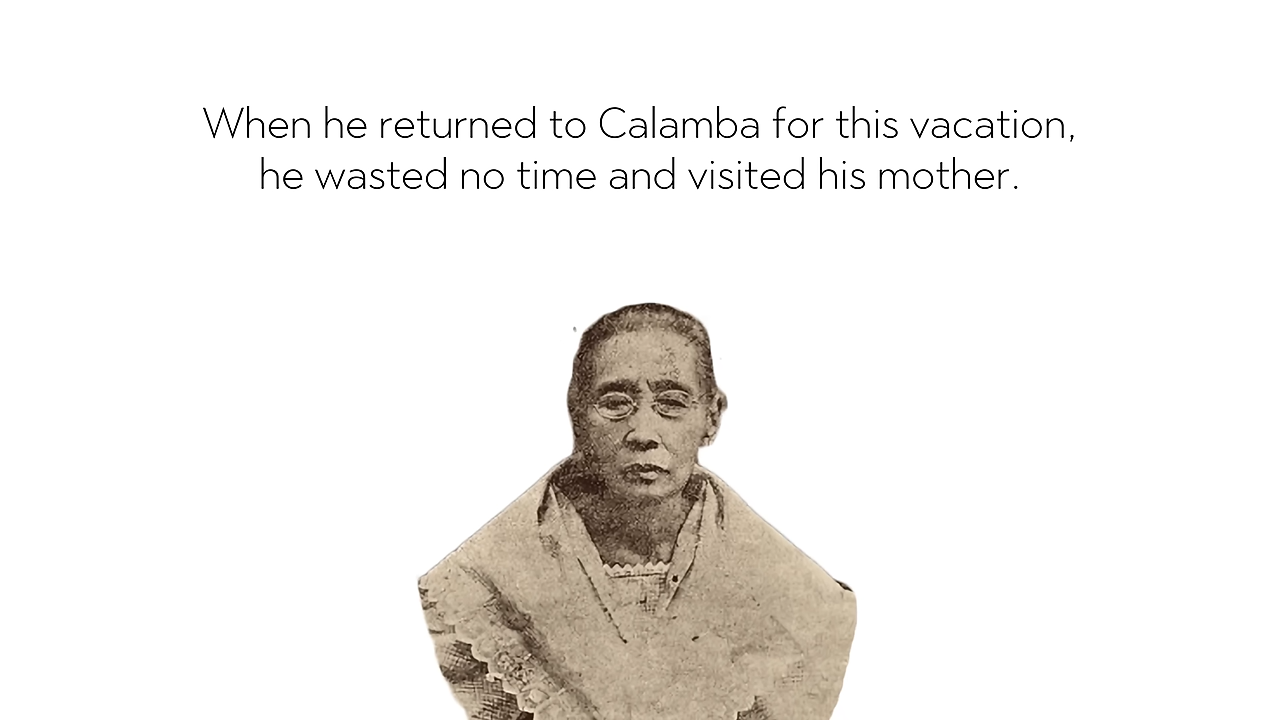 When he returned to Calamba for this vacation,
he wasted no time and visited his mother.